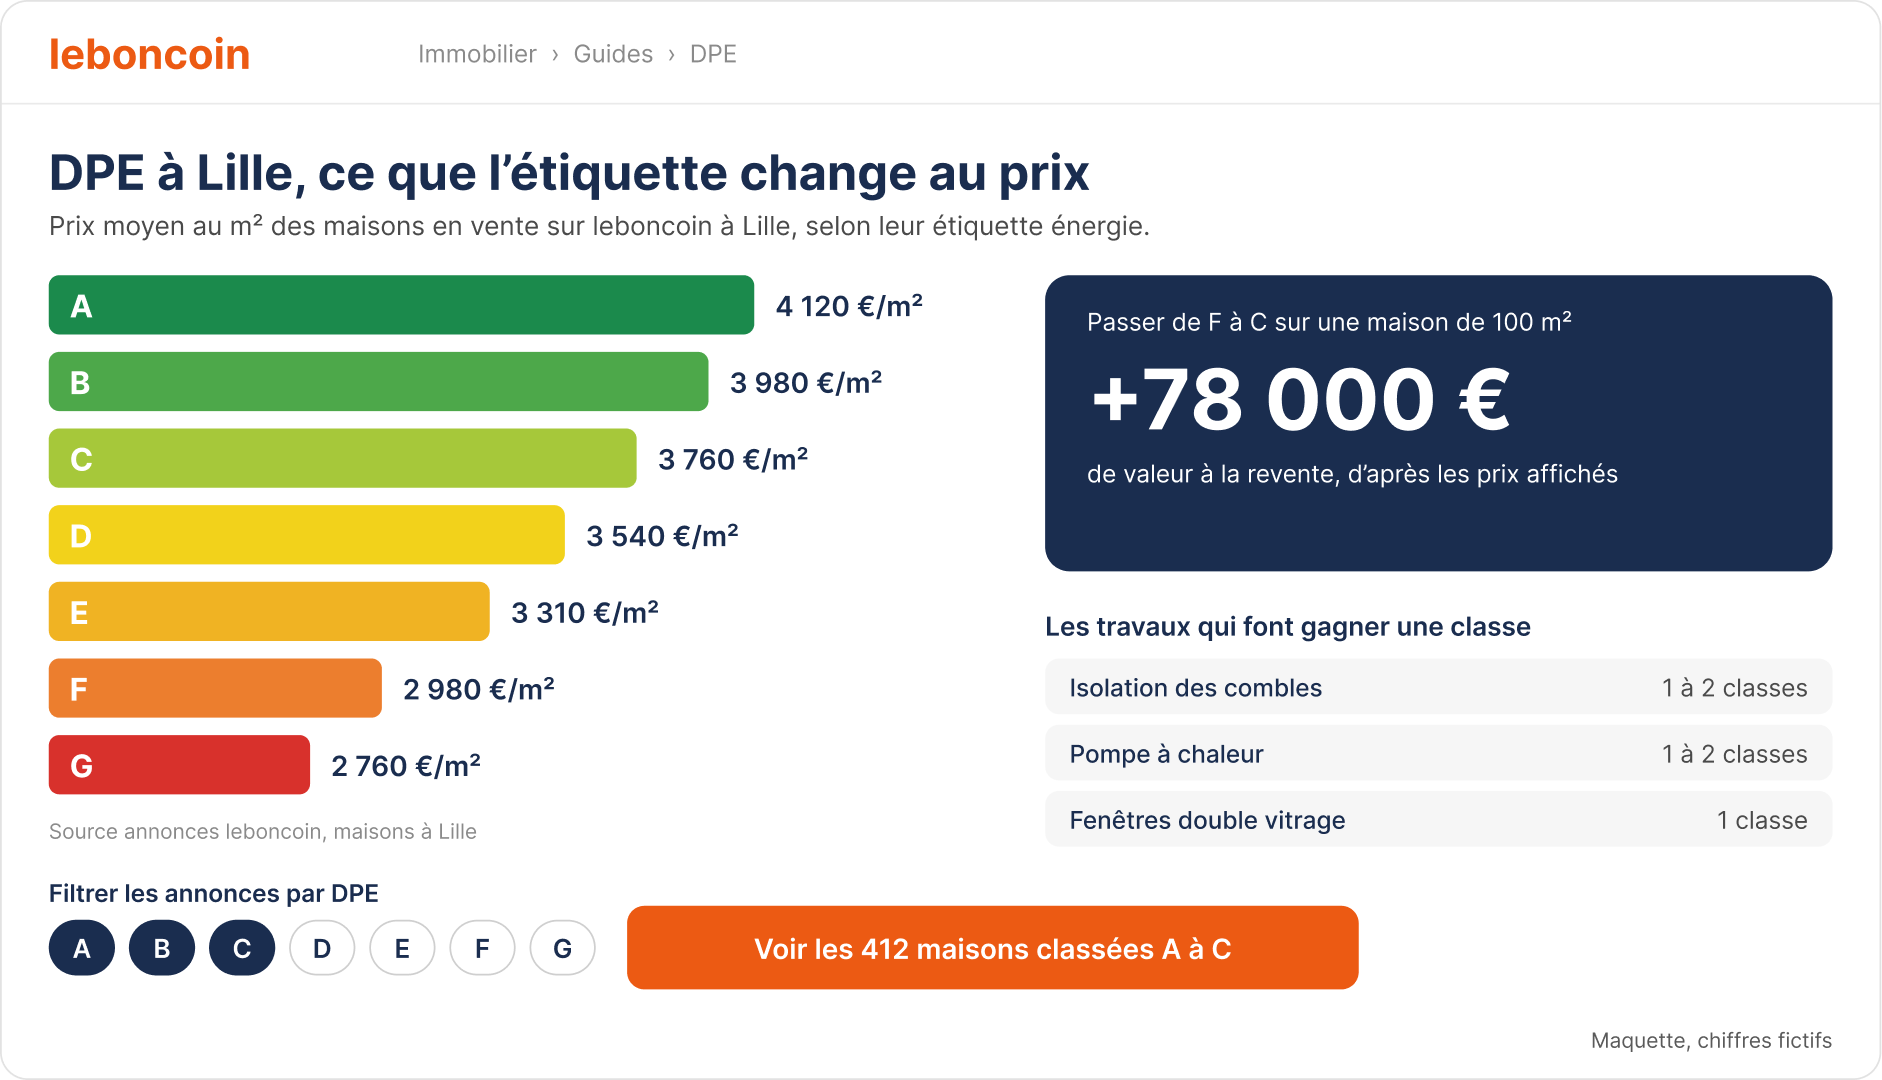 leboncoin
Immobilier › Guides › DPE
DPE à Lille, ce que l’étiquette change au prix
Prix moyen au m² des maisons en vente sur leboncoin à Lille, selon leur étiquette énergie.
A 4 120 €/m²
B 3 980 €/m²
C 3 760 €/m²
D 3 540 €/m²
E 3 310 €/m²
F 2 980 €/m²
G 2 760 €/m²
Source annonces leboncoin, maisons à Lille
Passer de F à C sur une maison de 100 m²
+78 000 €
de valeur à la revente, d’après les prix affichés
Les travaux qui font gagner une classe
Isolation des combles 1 à 2 classes
Pompe à chaleur 1 à 2 classes
Fenêtres double vitrage 1 classe
Filtrer les annonces par DPE
A B C D E F G
Voir les 412 maisons classées A à C
Maquette, chiffres fictifs